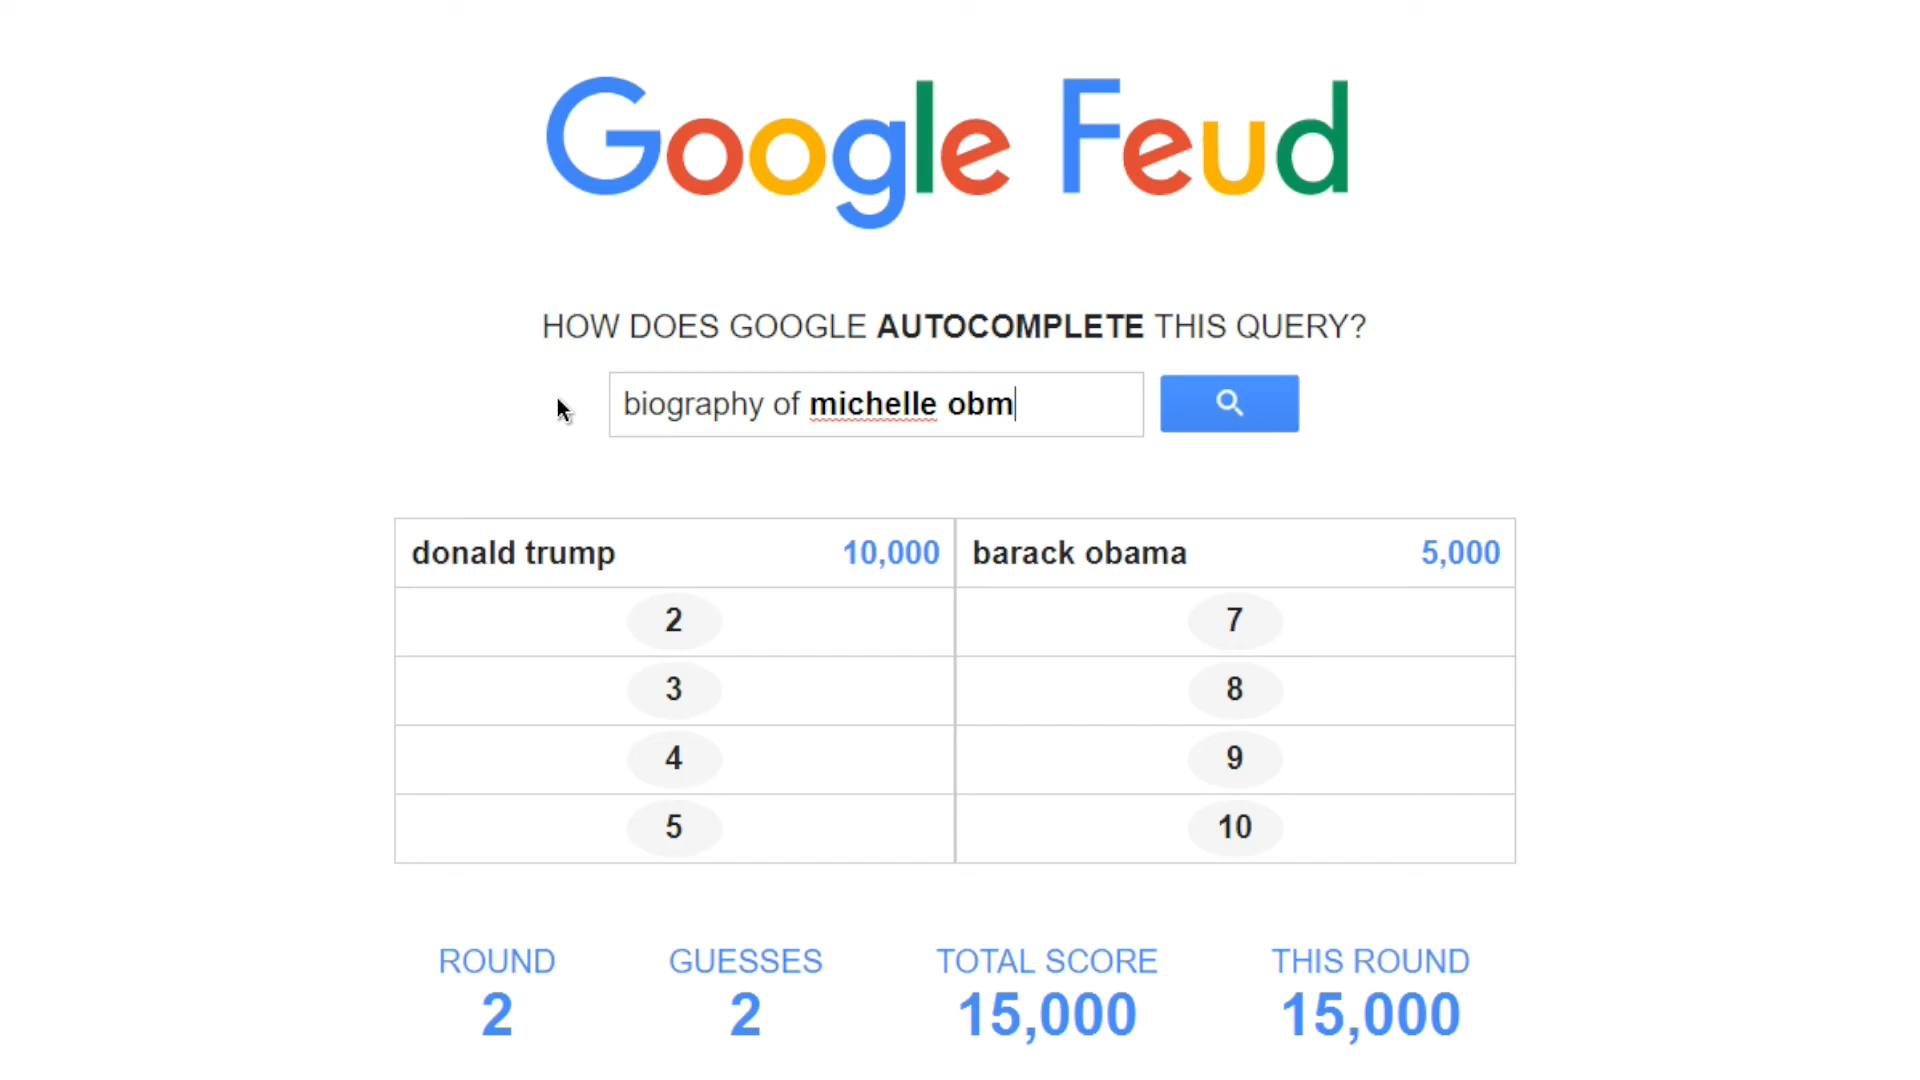 Google Feud
HOW DOES GOOGLE AUTOCOMPLETE THIS QUERY?
biography of michelle obm
donald trump 10,000 barack obama 5,000
2 7
3 8
4 9
5 10
ROUND GUESSES TOTAL SCORE THIS ROUND
2 2 15,000 15,000